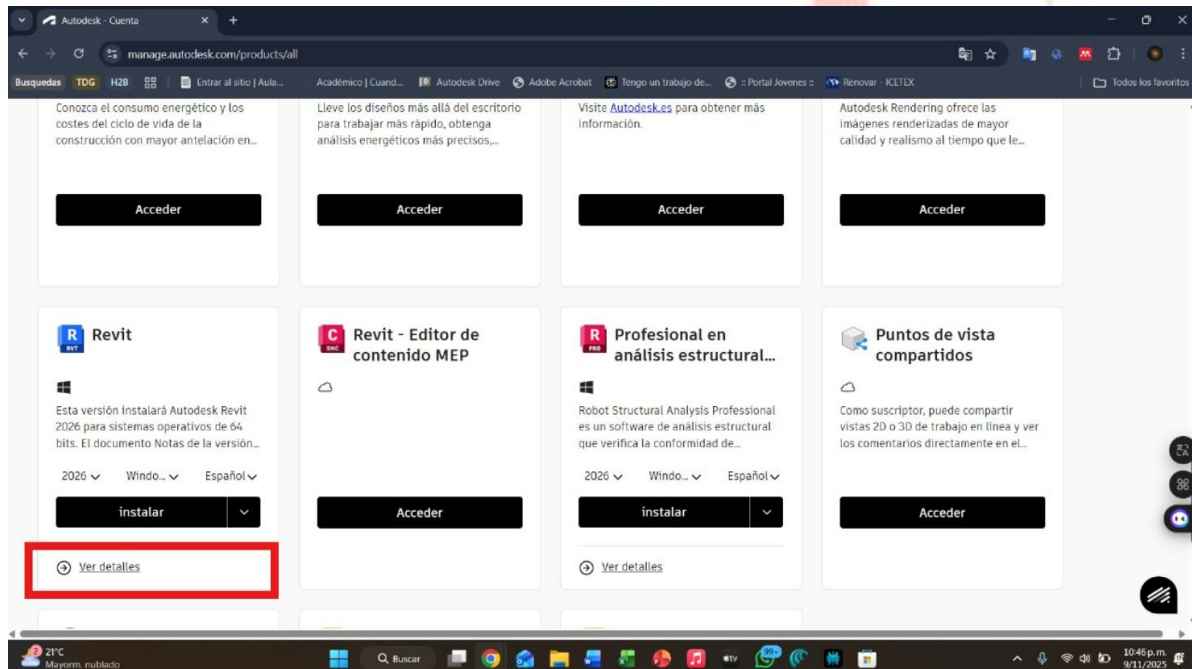 Autodesk - Cuenta
manage.autodesk.com/products/all
Busquedas TDG H2B Entrar al sitio | Aula... Académico | Cuand... Autodesk Drive Adobe Acrobat Tengo un trabajo de... :: Portal Jovenes :: Renovar - ICETEX Todos los favoritos
Conozca el consumo energético y los
costes del ciclo de vida de la
construcción con mayor antelación en...
Acceder
Lleve los diseños más allá del escritorio
para trabajar más rápido, obtenga
análisis energéticos más precisos,...
Acceder
Visite Autodesk.es para obtener más
información.
Acceder
Autodesk Rendering ofrece las
imágenes renderizadas de mayor
calidad y realismo al tiempo que le...
Acceder
R RVT Revit
Esta versión instalará Autodesk Revit
2026 para sistemas operativos de 64
bits. El documento Notas de la versión...
2026 Windo... Español
instalar
Ver detalles
C SNC Revit - Editor de
contenido MEP
Acceder
R PRO Profesional en
análisis estructural...
Robot Structural Analysis Professional
es un software de análisis estructural
que verifica la conformidad de...
2026 Windo... Español
instalar
Ver detalles
Puntos de vista
compartidos
Como suscriptor, puede compartir
vistas 2D o 3D de trabajo en línea y ver
los comentarios directamente en el...
Acceder
2 21°C
Mayorm. nublado
Buscar
tv
99+
10:46 p.m.
9/11/2025